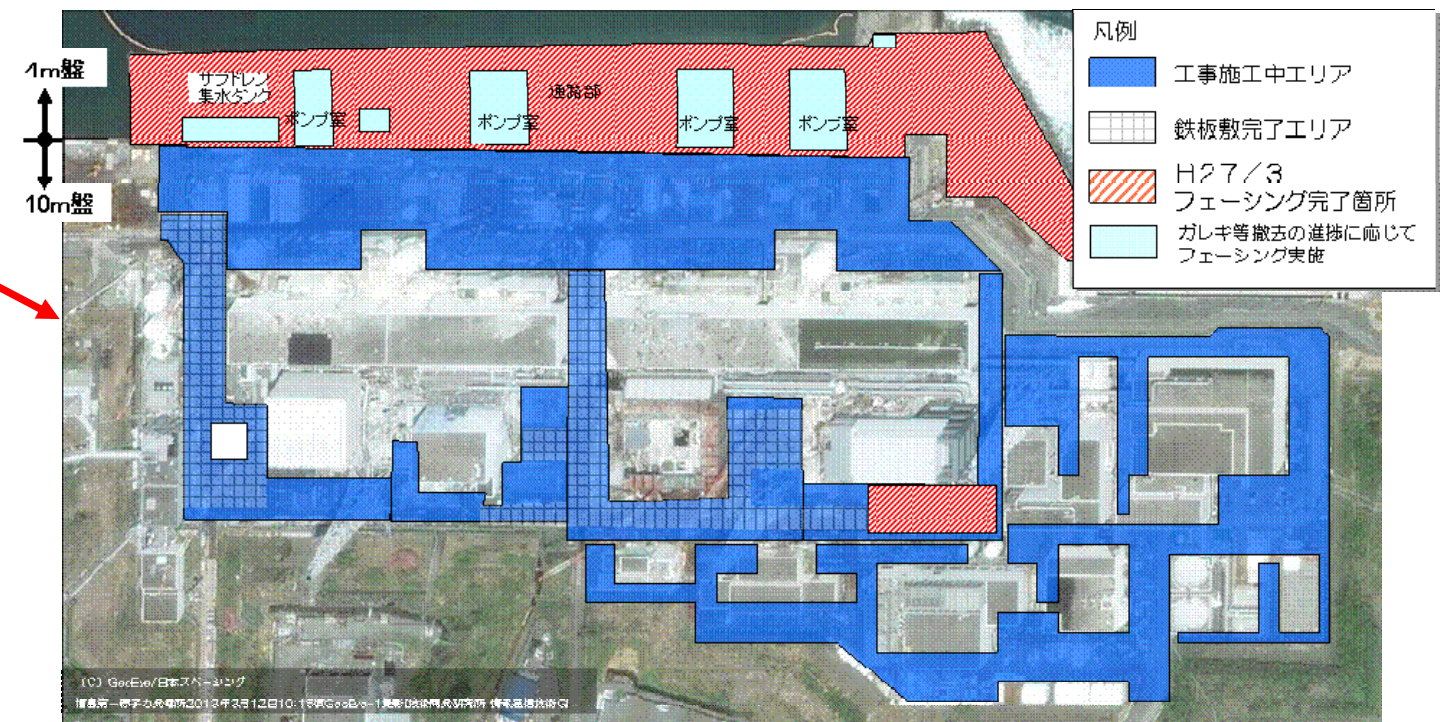 4m盤
10m盤
サブドレン
集水タンク
ポンプ室
ポンプ室
通路部
ポンプ室
ポンプ室
凡例
工事施工中エリア
鉄板敷完了エリア
H27/3
フェーシング完了箇所
ガレキ等撤去の進捗に応じて
フェーシング実施
(C) GeoEye/日本スペースイメージング